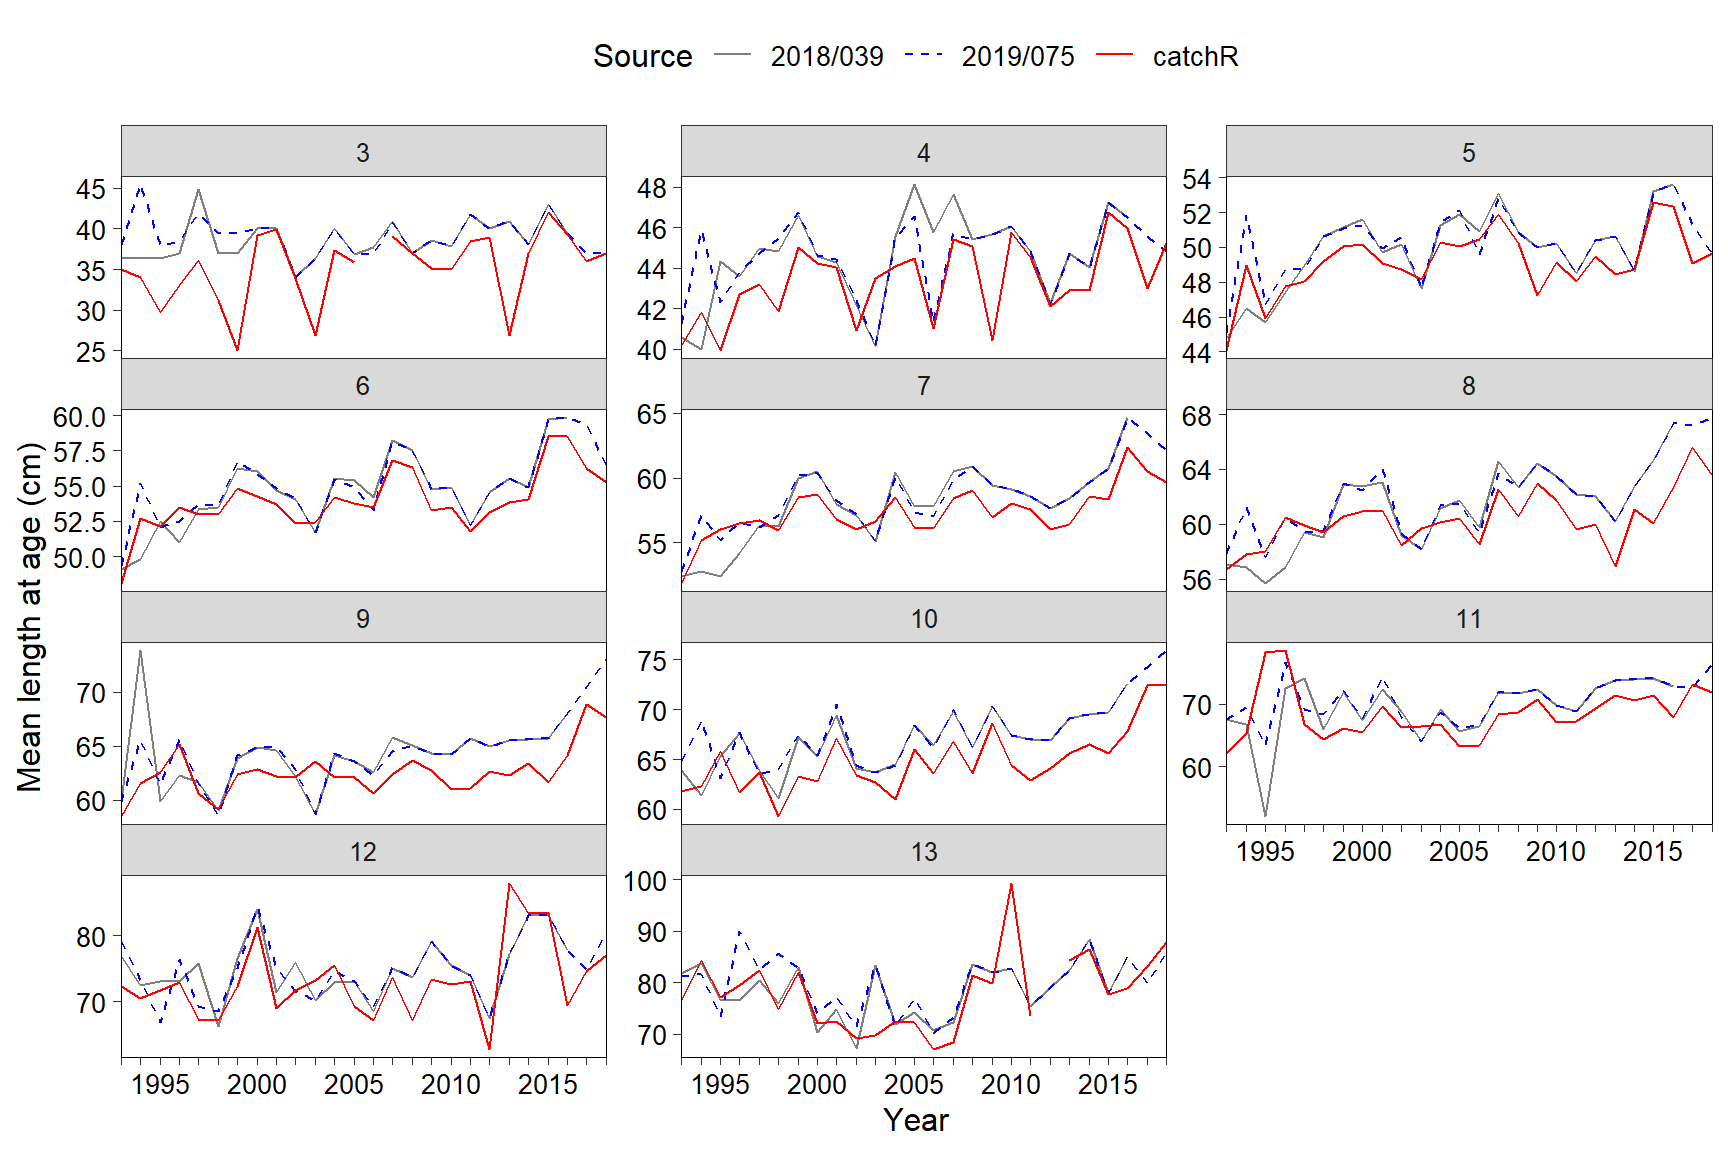 Source 2018/039 2019/075 catchR
3 4 5
45 40 35 30 25
48 46 44 42 40
54 52 50 48 46 44
6 7 8
60.0 57.5 55.0 52.5 50.0
65 60 55
68 64 60 56
Mean length at age (cm)
9 10 11
70 65 60
75 70 65 60
70 60
1995 2000 2005 2010 2015
12 13
80 70
100 90 80 70
1995 2000 2005 2010 2015
1995 2000 2005 2010 2015
Year